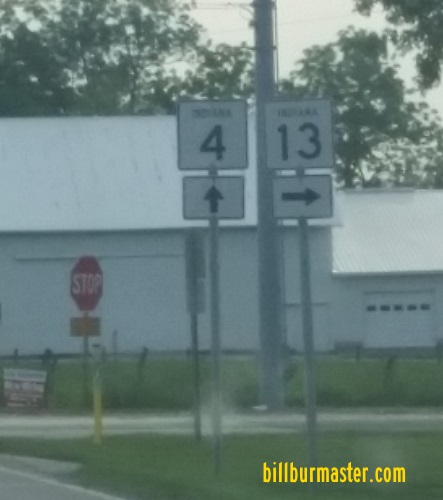 INDIANA
4
INDIANA
13
STOP
billburmaster.com